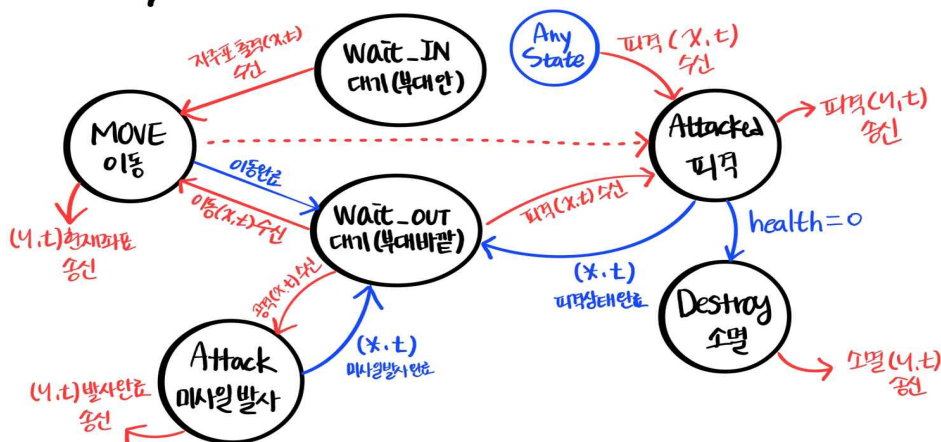 자주포 출격(x,t)
수신
Wait_IN
대기(부대안)
Any
State
피격 (x,t)
수신
MOVE
이동
Attacked
피격
피격(y,t)
송신
이동완료
이동(x,t)수신
Wait_OUT
대기(부대바깥)
피격(x,t)수신
(y,t)현재좌표
송신
health=0
(x,t)
피격상태완료
공격(x,t)수신
Destroy
소멸
Attack
미사일 발사
(x,t)
미사일발사완료
소멸(y,t)
송신
(y,t)발사완료
송신